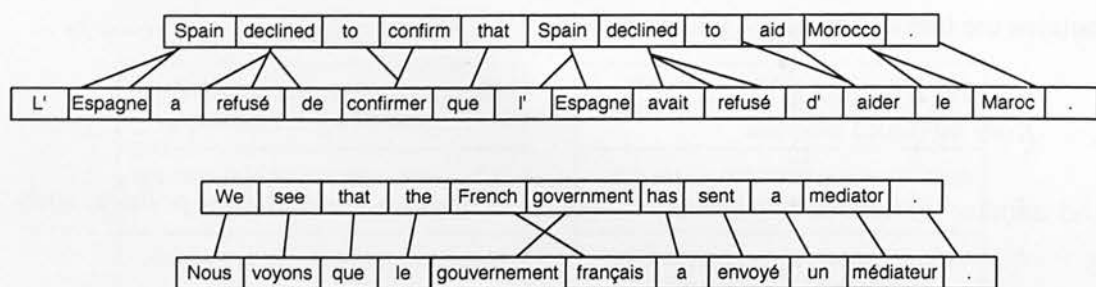 Spain declined to confirm that Spain declined to aid Morocco .
L' Espagne a refusé de confirmer que l' Espagne avait refusé d' aider le Maroc .
We see that the French government has sent a mediator .
Nous voyons que le gouvernement français a envoyé un médiateur .